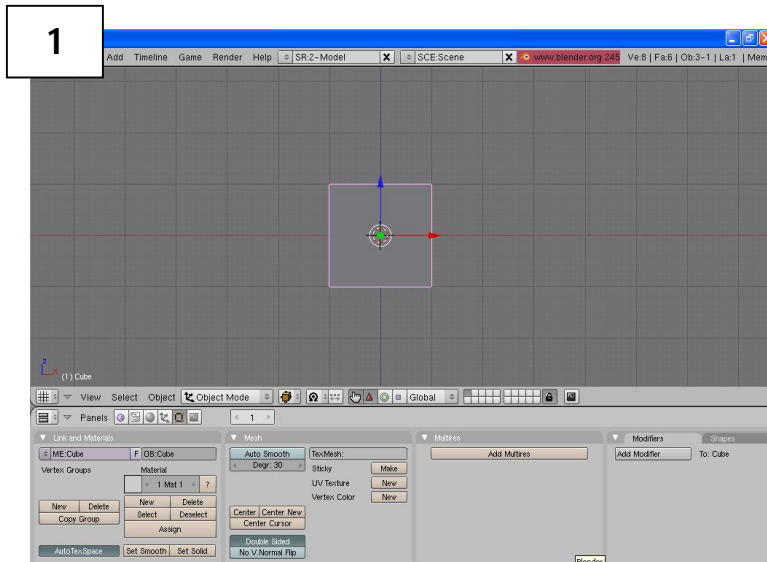 1
Add Timeline Game Render Help SR:2-Model X SCE:Scene X www.blender.org 245 Ve:8 | Fa:6 | Ob:3-1 | La:1 | Mem
z
x
(1) Cube
View Select Object Object Mode Global
Panels 1
Link and Materials Mesh Multires Modifiers Shapes
ME:Cube F OB:Cube Auto Smooth TexMesh: Add Multires Add Modifier To: Cube
Vertex Groups Material Degr: 30 Sticky Make
1 Mat 1 ? UV Texture New
Vertex Color New
New Delete New Delete
Copy Group Select Deselect Center Center New
Assign Center Cursor
Double Sided
AutoTexSpace Set Smooth Set Solid No V.Normal Flip
Blender